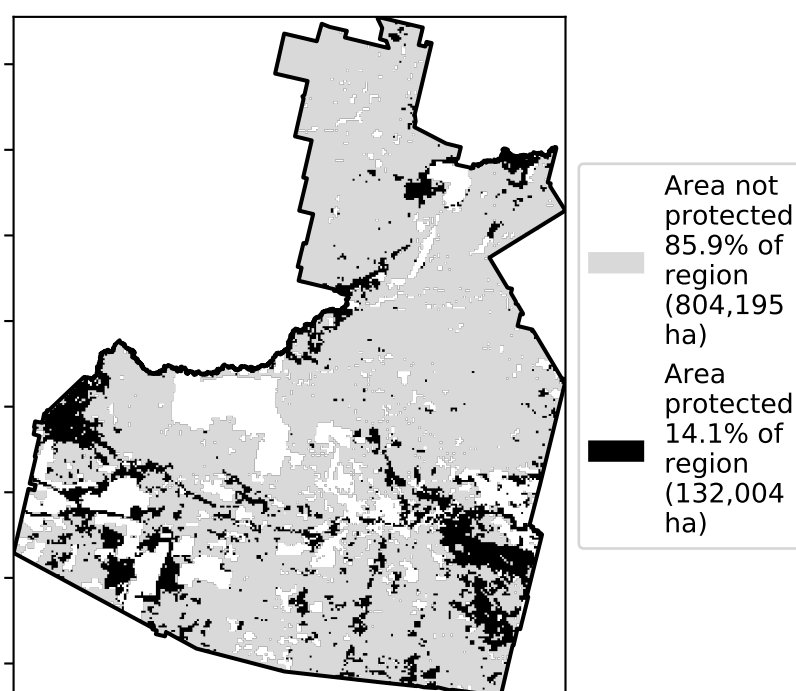 Area not
protected
85.9% of
region
(804,195
ha)
Area
protected
14.1% of
region
(132,004
ha)